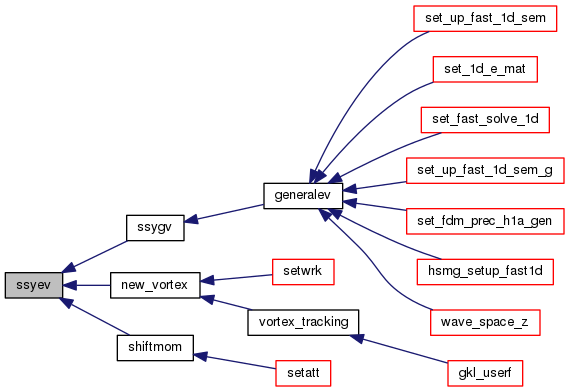 set_up_fast_1d_sem
set_1d_e_mat
set_fast_solve_1d
set_up_fast_1d_sem_g
generalev
set_fdm_prec_h1a_gen
ssygv
hsmg_setup_fast1d
setwrk
ssyev
new_vortex
vortex_tracking
wave_space_z
shiftmom
setatt
gkl_userf